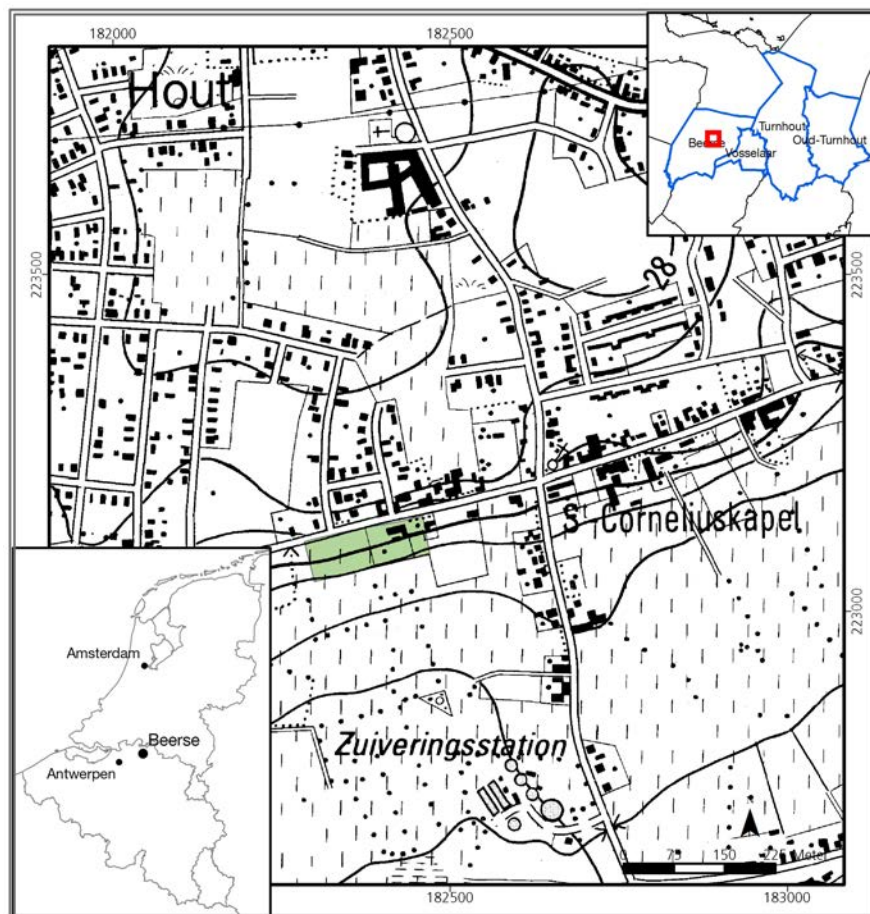 182000
182500
Hout
Turnhout
Beerse
Oud-Turnhout
Vosselaar
223500
223500
28
St Corneliuskapel
223000
Amsterdam
Beerse
Antwerpen
Zuiveringsstation
0 75 150 225 Meter
182500
183000